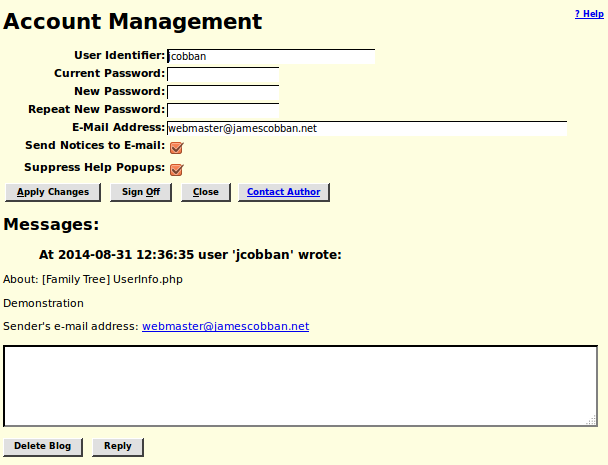 Account Management
? Help
User Identifier: jcobban
Current Password:
New Password:
Repeat New Password:
E-Mail Address: webmaster@jamescobban.net
Send Notices to E-mail:
Suppress Help Popups:
Apply Changes Sign Off Close Contact Author
Messages:
At 2014-08-31 12:36:35 user 'jcobban' wrote:
About: [Family Tree] UserInfo.php
Demonstration
Sender's e-mail address: webmaster@jamescobban.net
Delete Blog Reply